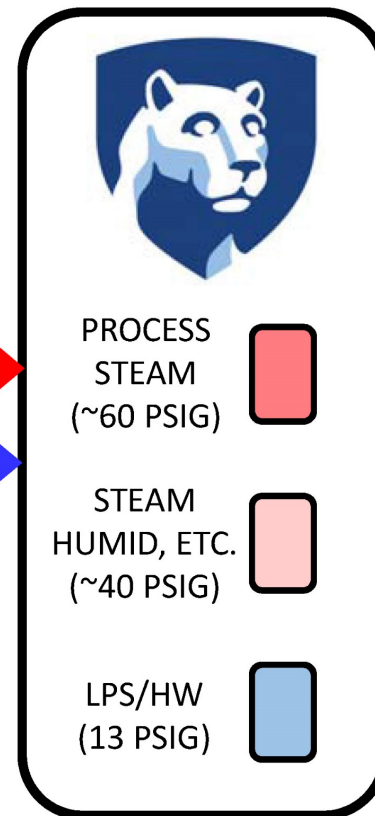 PROCESS
STEAM
(~60 PSIG)
STEAM
HUMID, ETC.
(~40 PSIG)
LPS/HW
(13 PSIG)